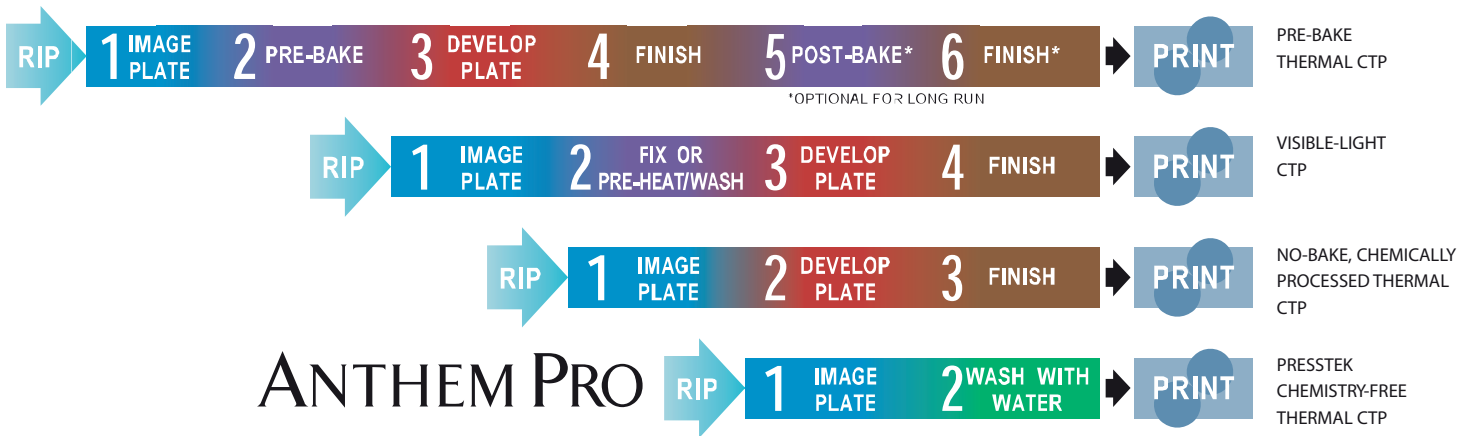 RIP
1 IMAGE PLATE
2 PRE-BAKE
3 DEVELOP PLATE
4 FINISH
5 POST-BAKE*
6 FINISH*
PRINT
PRE-BAKE
THERMAL CTP
*OPTIONAL FOR LONG RUN
RIP
1 IMAGE PLATE
2 FIX OR PRE-HEAT/WASH
3 DEVELOP PLATE
4 FINISH
PRINT
VISIBLE-LIGHT
CTP
RIP
1 IMAGE PLATE
2 DEVELOP PLATE
3 FINISH
PRINT
NO-BAKE, CHEMICALLY
PROCESSED THERMAL
CTP
ANTHEM PRO
RIP
1 IMAGE PLATE
2 WASH WITH WATER
PRINT
PRESSTEK
CHEMISTRY-FREE
THERMAL CTP